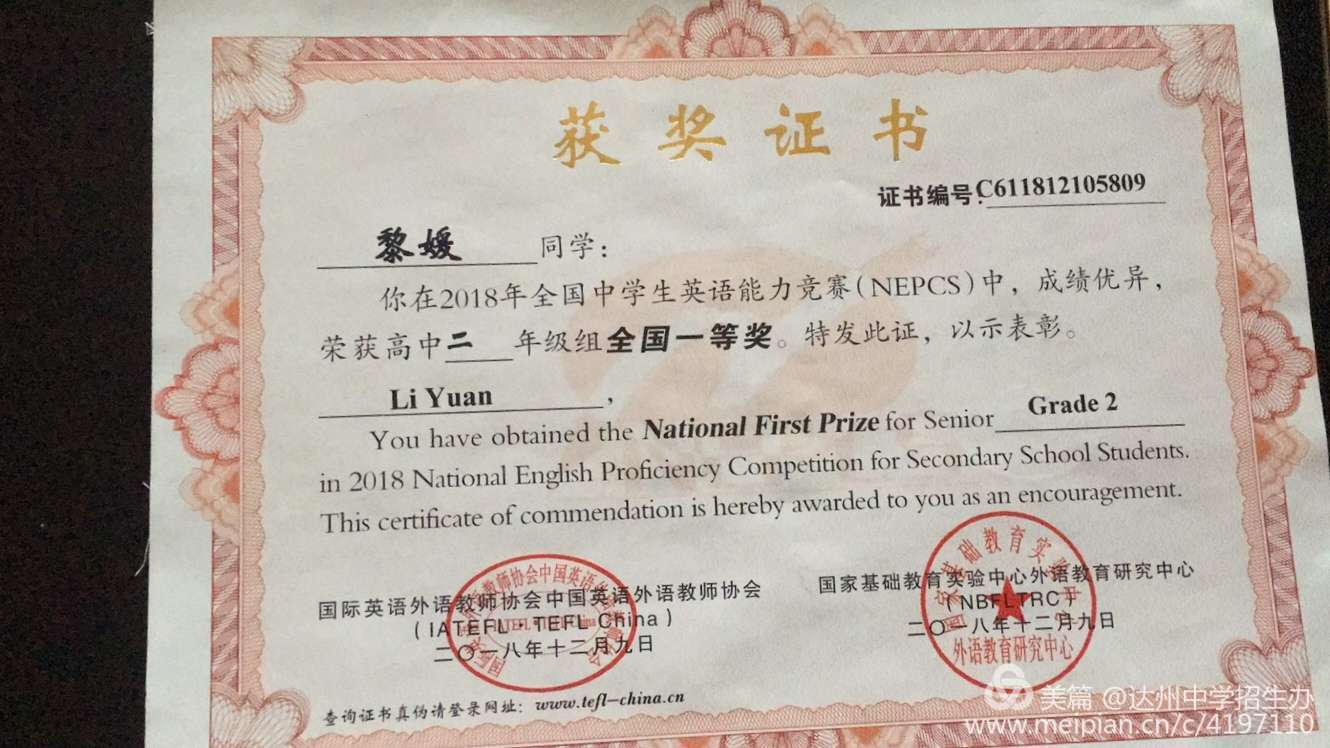 获奖证书
证书编号:C611812105809
黎媛 同学:
你在2018年全国中学生英语能力竞赛(NEPCS)中,成绩优异,
荣获高中二年级组全国一等奖。特发此证,以示表彰。
Li Yuan,
You have obtained the National First Prize for Senior Grade 2
in 2018 National English Proficiency Competition for Secondary School Students.
This certificate of commendation is hereby awarded to you as an encouragement.
国际英语外语教师协会中国英语外语教师协会
(IATEFL·TEFL China)
二〇一八年十二月九日
国家基础教育实验中心外语教育研究中心
(NBFLTRC)
二〇一八年十二月九日
外语教育研究中心
查询证书真伪请登录网址:www.tefl-china.cn
美篇 @达州中学招生办
www.meipian.cn/c/4197110